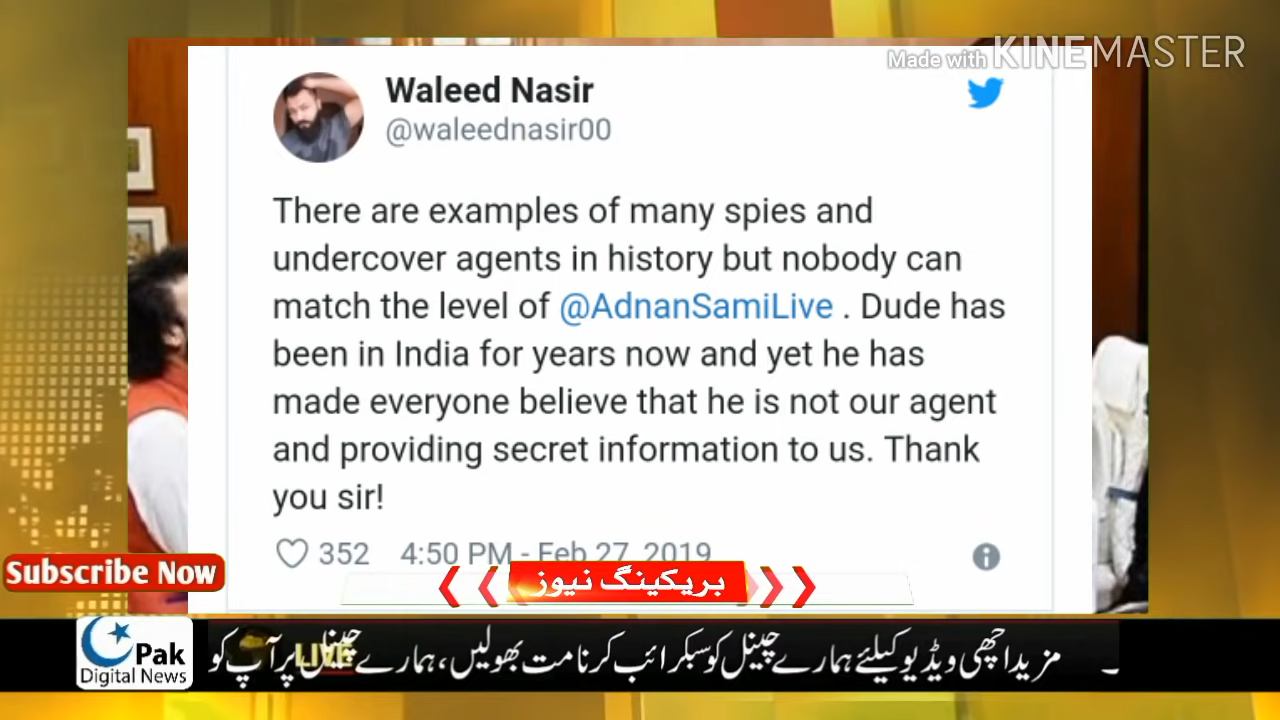 Made with KINEMASTER
Waleed Nasir
@waleednasir00
There are examples of many spies and
undercover agents in history but nobody can
match the level of @AdnanSamiLive . Dude has
been in India for years now and yet he has
made everyone believe that he is not our agent
and providing secret information to us. Thank
you sir!
352 4:50 PM - Feb 27, 2019
Subscribe Now
بریکینگ نیوز
Pak
Digital News
LIVE
مزید اچھی ویڈیو کیلئے ہمارے چینل کو سبکرائب کرنا مت بھولیں، ہمارے چینل پر آپ کو